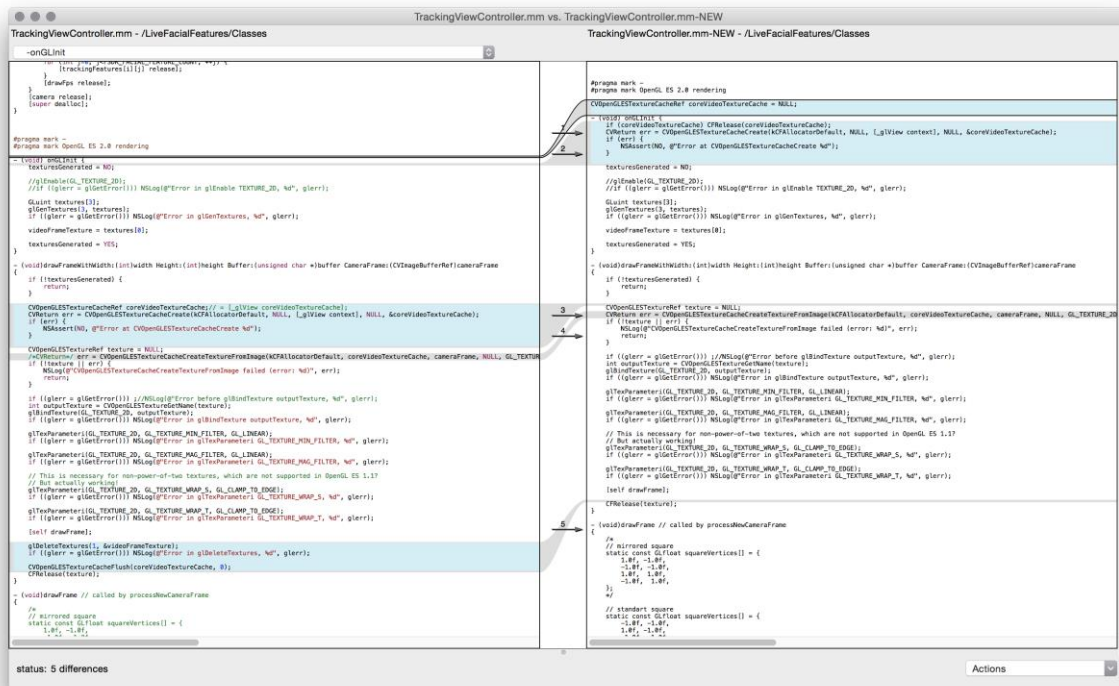 TrackingViewController.mm vs. TrackingViewController.mm-NEW
TrackingViewController.mm - /LiveFacialFeatures/Classes
-onGLInit
[trackingFeatures[i][j] release];
}
[drawFps release];
}
[camera release];
[super dealloc];
}
#pragma mark -
#pragma mark OpenGL ES 2.0 rendering
- (void) onGLInit {
texturesGenerated = NO;
//glEnable(GL_TEXTURE_2D);
//if ((glerr = glGetError())) NSLog(@"Error in glEnable TEXTURE_2D, %d", glerr);
GLuint textures[3];
glGenTextures(3, textures);
if ((glerr = glGetError())) NSLog(@"Error in glGenTextures, %d", glerr);
videoFrameTexture = textures[0];
texturesGenerated = YES;
}
- (void)drawFrameWithWidth:(int)width Height:(int)height Buffer:(unsigned char *)buffer CameraFrame:(CVImageBufferRef)cameraFrame
{
if (!texturesGenerated) {
return;
}
CVOpenGLESTextureCacheRef coreVideoTextureCache;// = [_glView coreVideoTextureCache];
CVReturn err = CVOpenGLESTextureCacheCreate(kCFAllocatorDefault, NULL, [_glView context], NULL, &coreVideoTextureCache);
if (err) {
NSAssert(NO, @"Error at CVOpenGLESTextureCacheCreate %d");
}
CVOpenGLESTextureRef texture = NULL;
/*CVReturn*/ err = CVOpenGLESTextureCacheCreateTextureFromImage(kCFAllocatorDefault, coreVideoTextureCache, cameraFrame, NULL, GL_TEXTUR
if (!texture || err) {
NSLog(@"CVOpenGLESTextureCacheCreateTextureFromImage failed (error: %d)", err);
return;
}
if ((glerr = glGetError())) ;//NSLog(@"Error before glBindTexture outputTexture, %d", glerr);
int outputTexture = CVOpenGLESTextureGetName(texture);
glBindTexture(GL_TEXTURE_2D, outputTexture);
if ((glerr = glGetError())) NSLog(@"Error in glBindTexture outputTexture, %d", glerr);
glTexParameteri(GL_TEXTURE_2D, GL_TEXTURE_MIN_FILTER, GL_LINEAR);
if ((glerr = glGetError())) NSLog(@"Error in glTexParameteri GL_TEXTURE_MIN_FILTER, %d", glerr);
glTexParameteri(GL_TEXTURE_2D, GL_TEXTURE_MAG_FILTER, GL_LINEAR);
if ((glerr = glGetError())) NSLog(@"Error in glTexParameteri GL_TEXTURE_MAG_FILTER, %d", glerr);
// This is necessary for non-power-of-two textures, which are not supported in OpenGL ES 1.1?
// But actually working!
glTexParameteri(GL_TEXTURE_2D, GL_TEXTURE_WRAP_S, GL_CLAMP_TO_EDGE);
if ((glerr = glGetError())) NSLog(@"Error in glTexParameteri GL_TEXTURE_WRAP_S, %d", glerr);
glTexParameteri(GL_TEXTURE_2D, GL_TEXTURE_WRAP_T, GL_CLAMP_TO_EDGE);
if ((glerr = glGetError())) NSLog(@"Error in glTexParameteri GL_TEXTURE_WRAP_T, %d", glerr);
[self drawFrame];
glDeleteTextures(1, &videoFrameTexture);
if ((glerr = glGetError())) NSLog(@"Error in glDeleteTextures, %d", glerr);
CVOpenGLESTextureCacheFlush(coreVideoTextureCache, 0);
CFRelease(texture);
}
- (void)drawFrame // called by processNewCameraFrame
{
/*
// mirrored square
static const GLfloat squareVertices[] = {
1.0f, -1.0f,
1
2
3
4
5
TrackingViewController.mm-NEW - /LiveFacialFeatures/Classes
#pragma mark -
#pragma mark OpenGL ES 2.0 rendering
CVOpenGLESTextureCacheRef coreVideoTextureCache = NULL;
- (void) onGLInit {
if (coreVideoTextureCache) CFRelease(coreVideoTextureCache);
CVReturn err = CVOpenGLESTextureCacheCreate(kCFAllocatorDefault, NULL, [_glView context], NULL, &coreVideoTextureCache);
if (err) {
NSAssert(NO, @"Error at CVOpenGLESTextureCacheCreate %d");
}
texturesGenerated = NO;
//glEnable(GL_TEXTURE_2D);
//if ((glerr = glGetError())) NSLog(@"Error in glEnable TEXTURE_2D, %d", glerr);
GLuint textures[3];
glGenTextures(3, textures);
if ((glerr = glGetError())) NSLog(@"Error in glGenTextures, %d", glerr);
videoFrameTexture = textures[0];
texturesGenerated = YES;
}
- (void)drawFrameWithWidth:(int)width Height:(int)height Buffer:(unsigned char *)buffer CameraFrame:(CVImageBufferRef)cameraFrame
{
if (!texturesGenerated) {
return;
}
CVOpenGLESTextureRef texture = NULL;
CVReturn err = CVOpenGLESTextureCacheCreateTextureFromImage(kCFAllocatorDefault, coreVideoTextureCache, cameraFrame, NULL, GL_TEXTURE_2D
if (!texture || err) {
NSLog(@"CVOpenGLESTextureCacheCreateTextureFromImage failed (error: %d)", err);
return;
}
if ((glerr = glGetError())) ;//NSLog(@"Error before glBindTexture outputTexture, %d", glerr);
int outputTexture = CVOpenGLESTextureGetName(texture);
glBindTexture(GL_TEXTURE_2D, outputTexture);
if ((glerr = glGetError())) NSLog(@"Error in glBindTexture outputTexture, %d", glerr);
glTexParameteri(GL_TEXTURE_2D, GL_TEXTURE_MIN_FILTER, GL_LINEAR);
if ((glerr = glGetError())) NSLog(@"Error in glTexParameteri GL_TEXTURE_MIN_FILTER, %d", glerr);
glTexParameteri(GL_TEXTURE_2D, GL_TEXTURE_MAG_FILTER, GL_LINEAR);
if ((glerr = glGetError())) NSLog(@"Error in glTexParameteri GL_TEXTURE_MAG_FILTER, %d", glerr);
// This is necessary for non-power-of-two textures, which are not supported in OpenGL ES 1.1?
// But actually working!
glTexParameteri(GL_TEXTURE_2D, GL_TEXTURE_WRAP_S, GL_CLAMP_TO_EDGE);
if ((glerr = glGetError())) NSLog(@"Error in glTexParameteri GL_TEXTURE_WRAP_S, %d", glerr);
glTexParameteri(GL_TEXTURE_2D, GL_TEXTURE_WRAP_T, GL_CLAMP_TO_EDGE);
if ((glerr = glGetError())) NSLog(@"Error in glTexParameteri GL_TEXTURE_WRAP_T, %d", glerr);
[self drawFrame];
CFRelease(texture);
}
- (void)drawFrame // called by processNewCameraFrame
{
/*
// mirrored square
static const GLfloat squareVertices[] = {
1.0f, -1.0f,
-1.0f, -1.0f,
1.0f, 1.0f,
-1.0f, 1.0f,
};
*/
// standart square
static const GLfloat squareVertices[] = {
-1.0f, -1.0f,
1.0f, -1.0f,
status: 5 differences
Actions